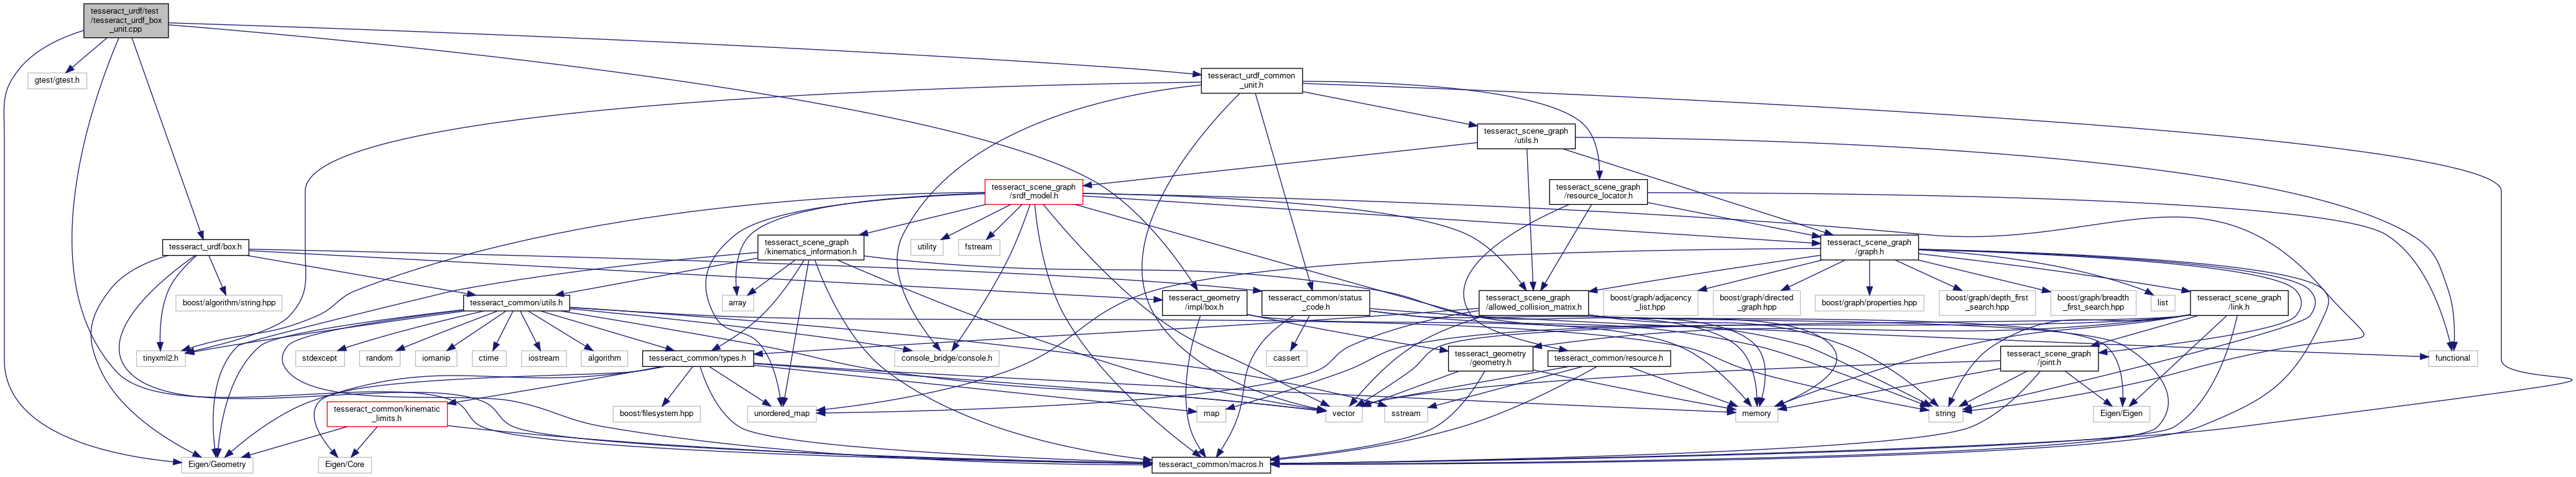 tesseract_urdf/test
/tesseract_urdf_box
_unit.cpp
gtest/gtest.h
tesseract_urdf_common
_unit.h
tesseract_scene_graph
/utils.h
tesseract_scene_graph
/srdf_model.h
tesseract_scene_graph
/resource_locator.h
tesseract_urdf/box.h
tesseract_scene_graph
/kinematics_information.h
utility
fstream
tesseract_scene_graph
/graph.h
boost/algorithm/string.hpp
tesseract_common/utils.h
array
tesseract_geometry
/impl/box.h
tesseract_common/status
_code.h
tesseract_scene_graph
/allowed_collision_matrix.h
boost/graph/adjacency
_list.hpp
boost/graph/directed
_graph.hpp
boost/graph/properties.hpp
boost/graph/depth_first
_search.hpp
boost/graph/breadth
_first_search.hpp
list
tesseract_scene_graph
/link.h
tinyxml2.h
stdexcept
random
iomanip
ctime
iostream
algorithm
tesseract_common/types.h
console_bridge/console.h
cassert
tesseract_geometry
/geometry.h
tesseract_common/resource.h
tesseract_scene_graph
/joint.h
functional
tesseract_common/kinematic
_limits.h
boost/filesystem.hpp
unordered_map
map
vector
sstream
memory
string
Eigen/Eigen
Eigen/Geometry
Eigen/Core
tesseract_common/macros.h